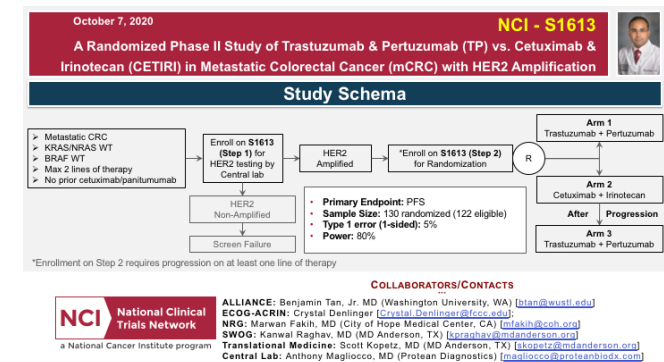 October 7, 2020
NCI - S1613
A Randomized Phase II Study of Trastuzumab & Pertuzumab (TP) vs. Cetuximab &
Irinotecan (CETIRI) in Metastatic Colorectal Cancer (mCRC) with HER2 Amplification
Study Schema
➢ Metastatic CRC
➢ KRAS/NRAS WT
➢ BRAF WT
➢ Max 2 lines of therapy
➢ No prior cetuximab/panitumumab
Enroll on S1613
(Step 1) for
HER2 testing by
Central lab
HER2
Amplified
*Enroll on S1613 (Step 2)
for Randomization
R
Arm 1
Trastuzumab + Pertuzumab
Arm 2
Cetuximab + Irinotecan
After Progression
Arm 3
Trastuzumab + Pertuzumab
HER2
Non-Amplified
Screen Failure
• Primary Endpoint: PFS
• Sample Size: 130 randomized (122 eligible)
• Type 1 error (1-sided): 5%
• Power: 80%
*Enrollment on Step 2 requires progression on at least one line of therapy
COLLABORATORS/CONTACTS
NCI National Clinical
Trials Network
a National Cancer Institute program
ALLIANCE: Benjamin Tan, Jr. MD (Washington University, WA) [btan@wustl.edu]
ECOG-ACRIN: Crystal Denlinger [Crystal.Denlinger@fccc.edu];
NRG: Marwan Fakih, MD (City of Hope Medical Center, CA) [mfakih@coh.org]
SWOG: Kanwal Raghav, MD (MD Anderson, TX) [kpraghav@mdanderson.org]
Translational Medicine: Scott Kopetz, MD (MD Anderson, TX) [skopetz@mdanderson.org]
Central Lab: Anthony Magliocco, MD (Protean Diagnostics) [magliocco@proteanbiodx.com]